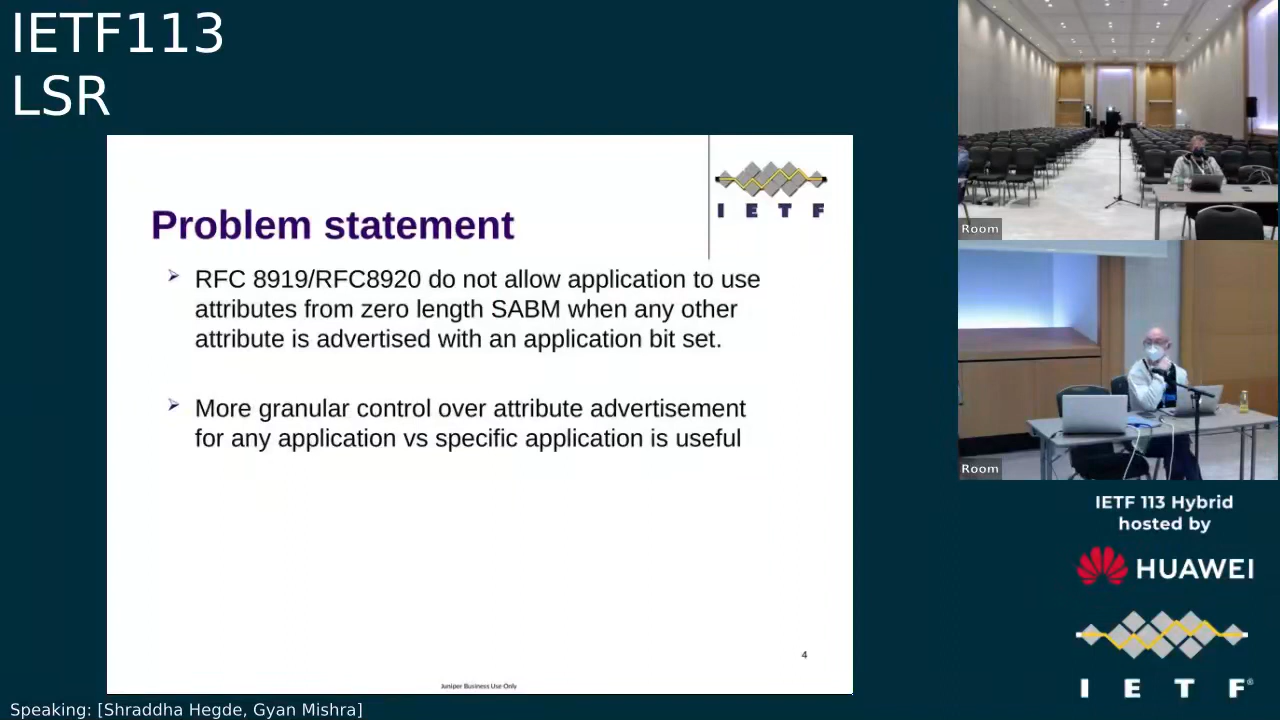 IETF113
LSR
I E T F
Problem statement
RFC 8919/RFC8920 do not allow application to use
attributes from zero length SABM when any other
attribute is advertised with an application bit set.
More granular control over attribute advertisement
for any application vs specific application is useful
4
Juniper Business Use Only
Room
Room
IETF 113 Hybrid
hosted by
HUAWEI
I E T F®
Speaking: [Shraddha Hegde, Gyan Mishra]